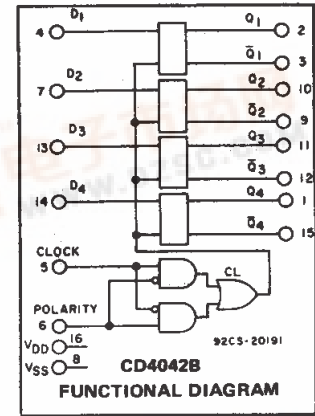 D1
4
Q1
2
Q̅1
3
D2
7
Q2
10
Q̅2
9
D3
13
Q3
11
Q̅3
12
D4
14
Q4
1
Q̅4
15
CLOCK
5
CL
POLARITY
6
92CS-20191
VDD 16
VSS 8
CD4042B
FUNCTIONAL DIAGRAM